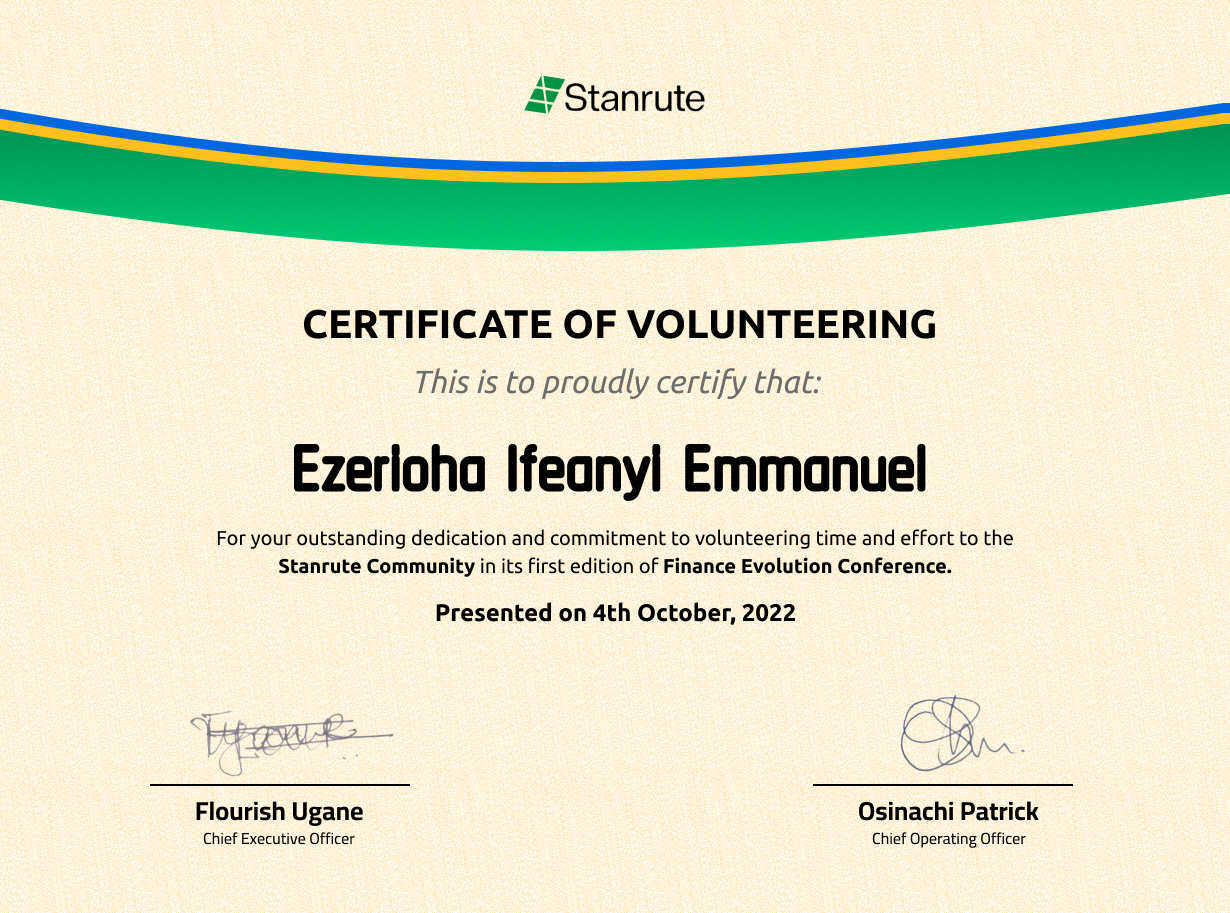 Stanrute
CERTIFICATE OF VOLUNTEERING
This is to proudly certify that:
Ezerioha Ifeanyi Emmanuel
For your outstanding dedication and commitment to volunteering time and effort to the
Stanrute Community in its first edition of Finance Evolution Conference.
Presented on 4th October, 2022
Flourish Ugane
Chief Executive Officer
Osinachi Patrick
Chief Operating Officer